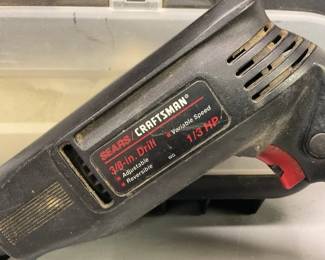 SEARS / CRAFTSMAN®
3/8-in. Drill ■ Variable Speed
■ Adjustable
■ Reversible 1/3 HP